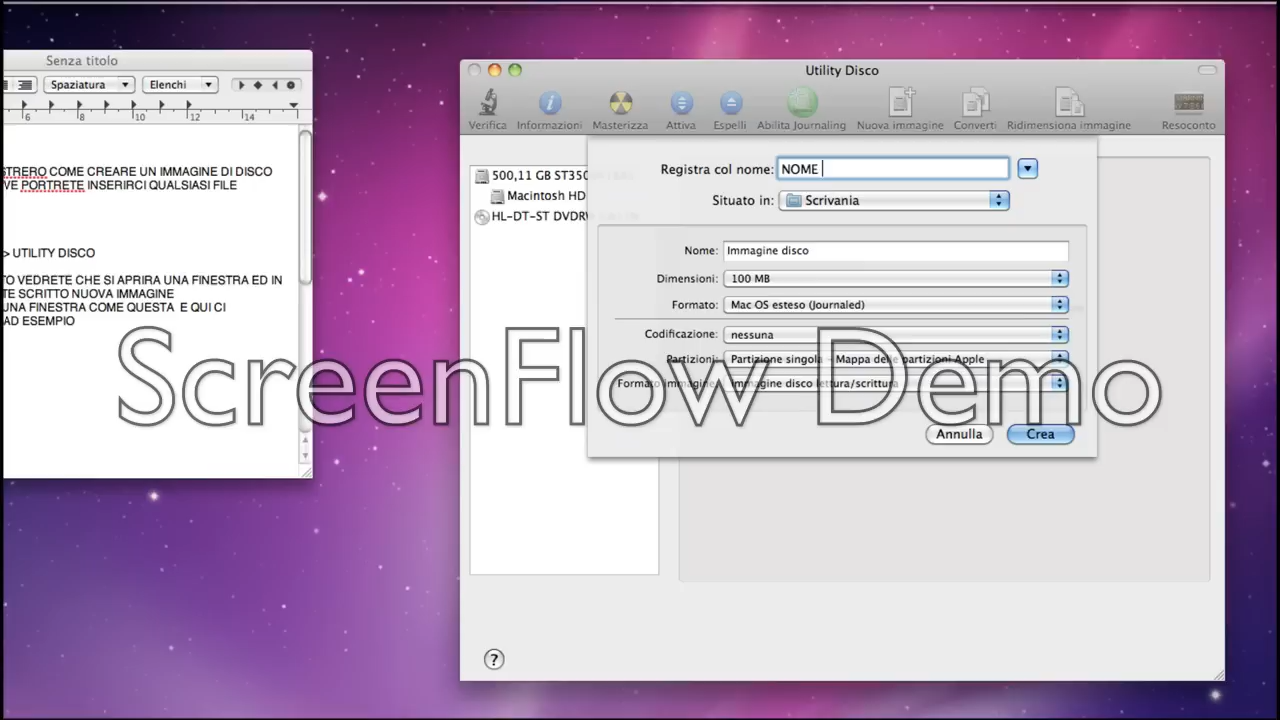 Senza titolo
Spaziatura
Elenchi
6 8 10 12 14
STRERO COME CREARE UN IMMAGINE DI DISCO
VE PORTRETE INSERIRCI QUALSIASI FILE
> UTILITY DISCO
TO VEDRETE CHE SI APRIRA UNA FINESTRA ED IN
TE SCRITTO NUOVA IMMAGINE
UNA FINESTRA COME QUESTA E QUI CI
AD ESEMPIO
Utility Disco
Verifica Informazioni Masterizza Attiva Espelli Abilita Journaling Nuova immagine Converti Ridimensiona immagine Resoconto
500,11 GB ST350
Macintosh HD
HL-DT-ST DVDRW
Registra col nome: NOME
Situato in: Scrivania
Nome: Immagine disco
Dimensioni: 100 MB
Formato: Mac OS esteso (Journaled)
Codificazione: nessuna
Partizioni: Partizione singola - Mappa delle partizioni Apple
Formato immagine: immagine disco lettura/scrittura
Annulla Crea
?
ScreenFlow Demo